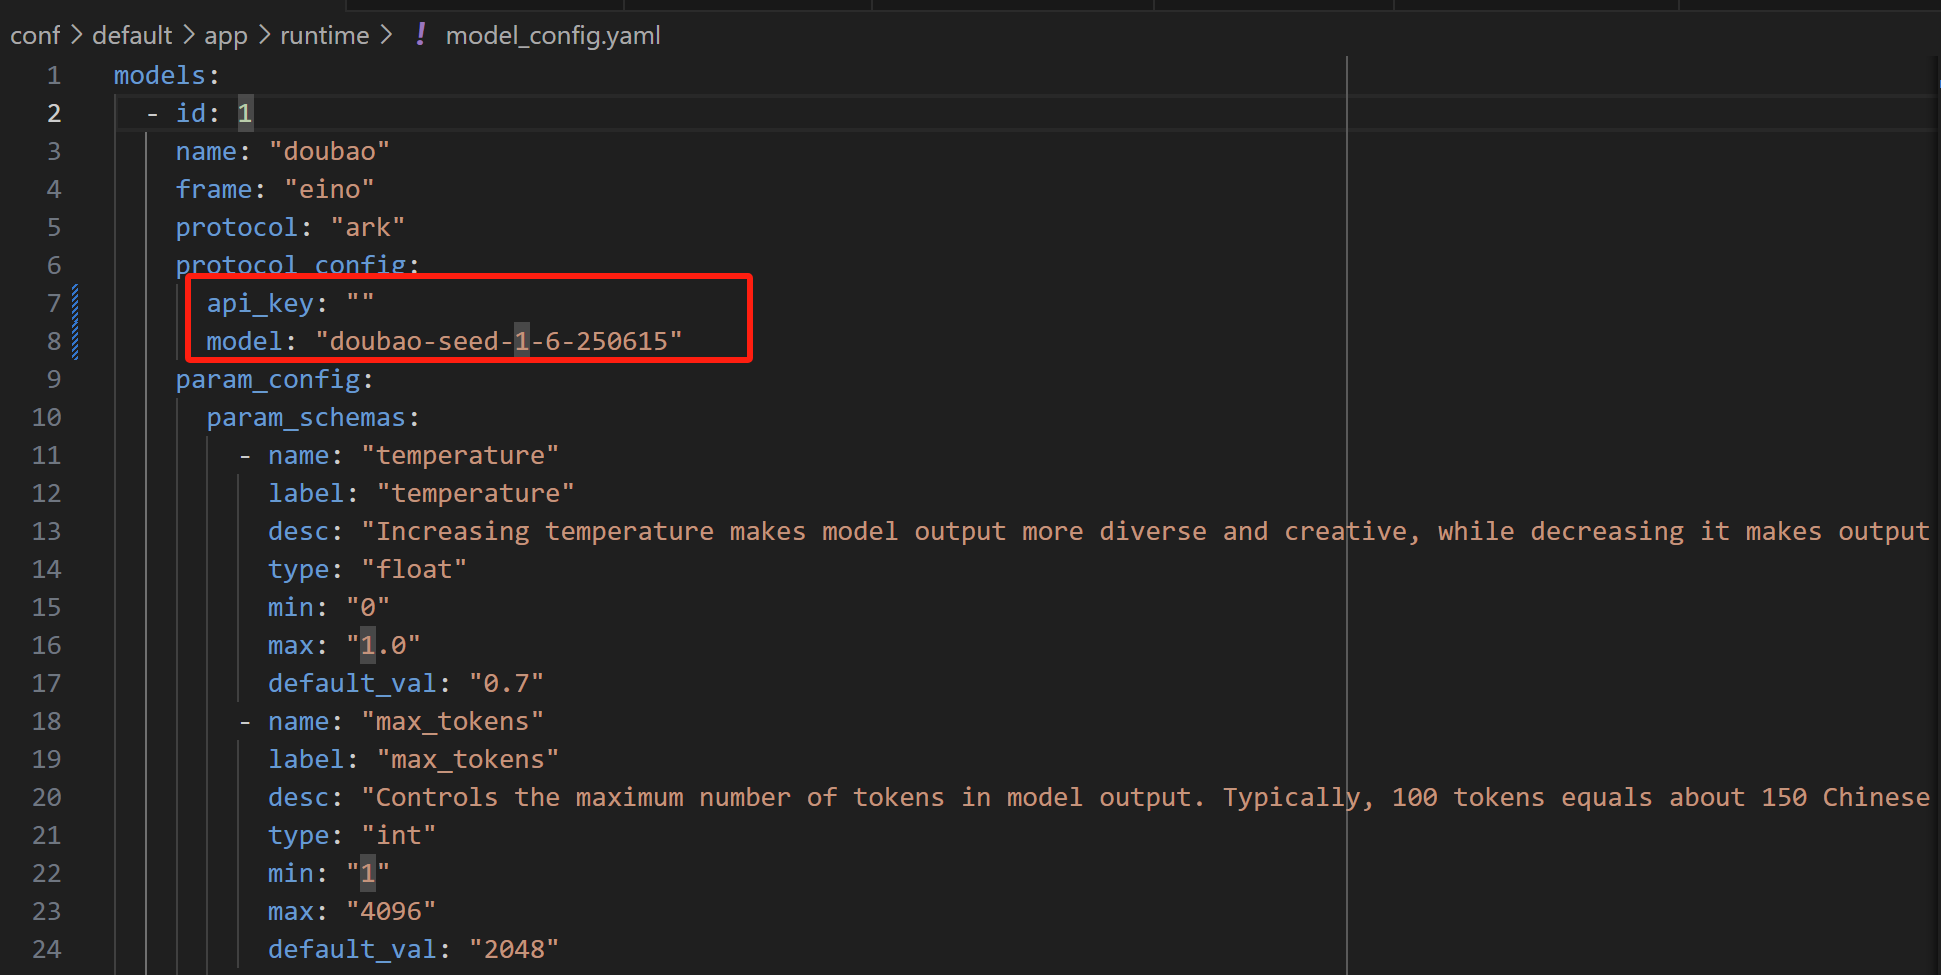 conf > default > app > runtime > ! model_config.yaml
1 models:
2   - id: 1
3     name: "doubao"
4     frame: "eino"
5     protocol: "ark"
6     protocol_config:
7       api_key: ""
8       model: "doubao-seed-1-6-250615"
9     param_config:
10       param_schemas:
11         - name: "temperature"
12           label: "temperature"
13           desc: "Increasing temperature makes model output more diverse and creative, while decreasing it makes output
14           type: "float"
15           min: "0"
16           max: "1.0"
17           default_val: "0.7"
18         - name: "max_tokens"
19           label: "max_tokens"
20           desc: "Controls the maximum number of tokens in model output. Typically, 100 tokens equals about 150 Chinese
21           type: "int"
22           min: "1"
23           max: "4096"
24           default_val: "2048"